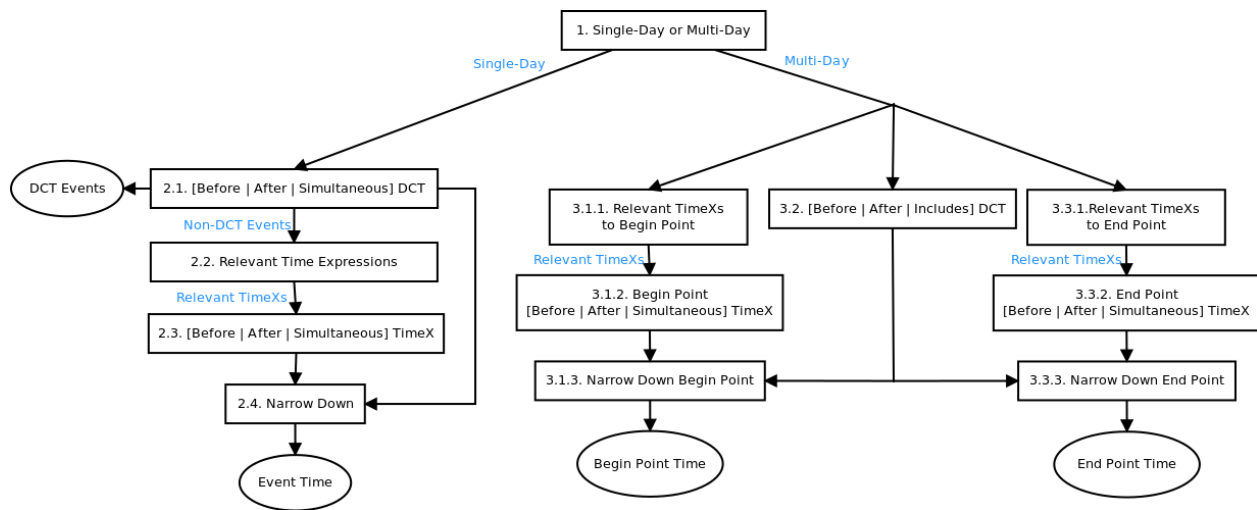 1. Single-Day or Multi-Day
Single-Day
Multi-Day
DCT Events
2.1. [Before | After | Simultaneous] DCT
Non-DCT Events
2.2. Relevant Time Expressions
Relevant TimeXs
2.3. [Before | After | Simultaneous] TimeX
2.4. Narrow Down
Event Time
3.1.1. Relevant TimeXs
to Begin Point
Relevant TimeXs
3.1.2. Begin Point
[Before | After | Simultaneous] TimeX
3.1.3. Narrow Down Begin Point
Begin Point Time
3.2. [Before | After | Includes] DCT
3.3.1.Relevant TimeXs
to End Point
Relevant TimeXs
3.3.2. End Point
[Before | After | Simultaneous] TimeX
3.3.3. Narrow Down End Point
End Point Time